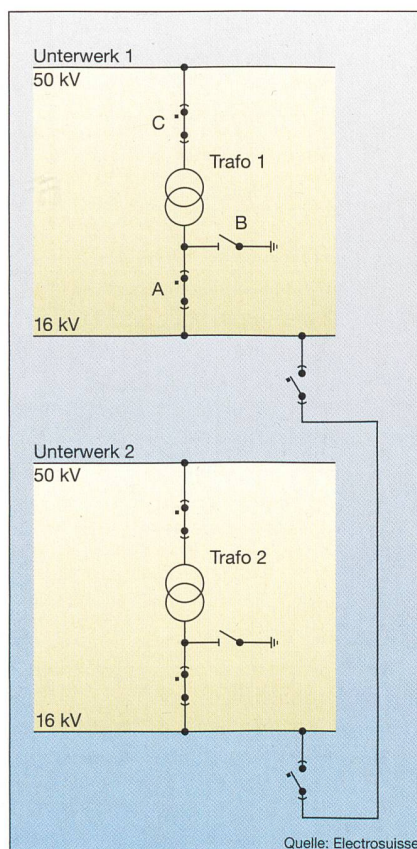 Unterwerk 1
50 kV
C
Trafo 1
B
A
16 kV
Unterwerk 2
50 kV
Trafo 2
16 kV
Quelle: Electrosuisse